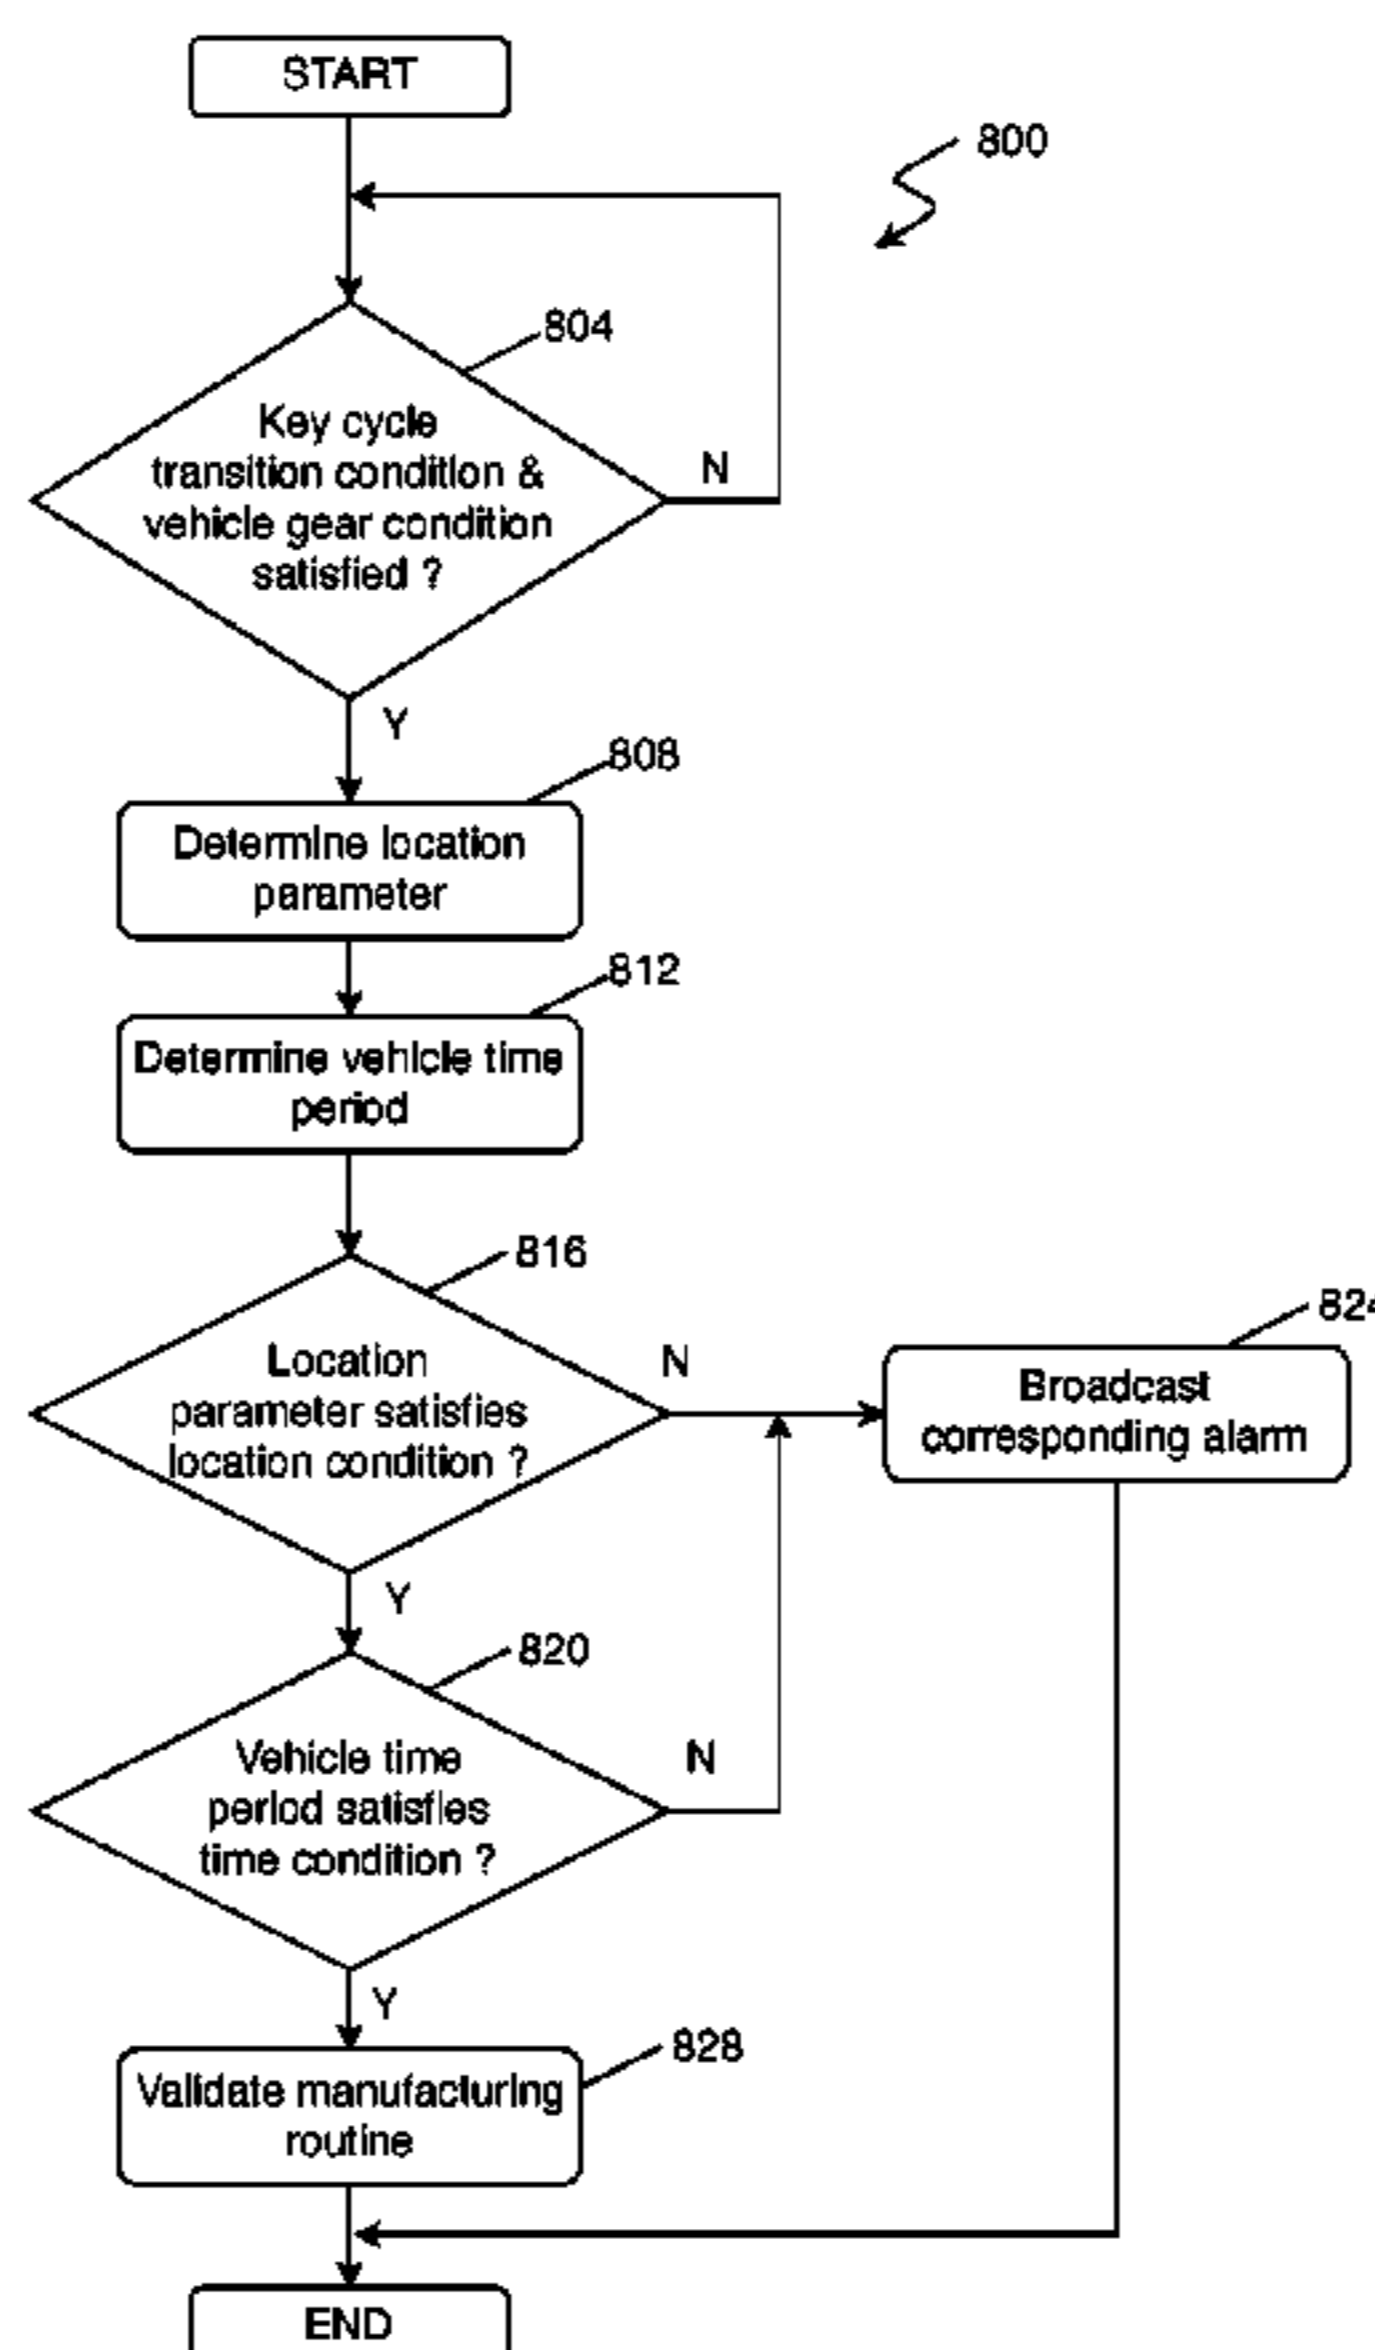 START
800
804
Key cycle
transition condition &
vehicle gear condition
satisfied ?
N
Y
808
Determine location
parameter
812
Determine vehicle time
period
816
Location
parameter satisfies
location condition ?
N
824
Broadcast
corresponding alarm
Y
820
Vehicle time
period satisfies
time condition ?
N
Y
828
Validate manufacturing
routine
END